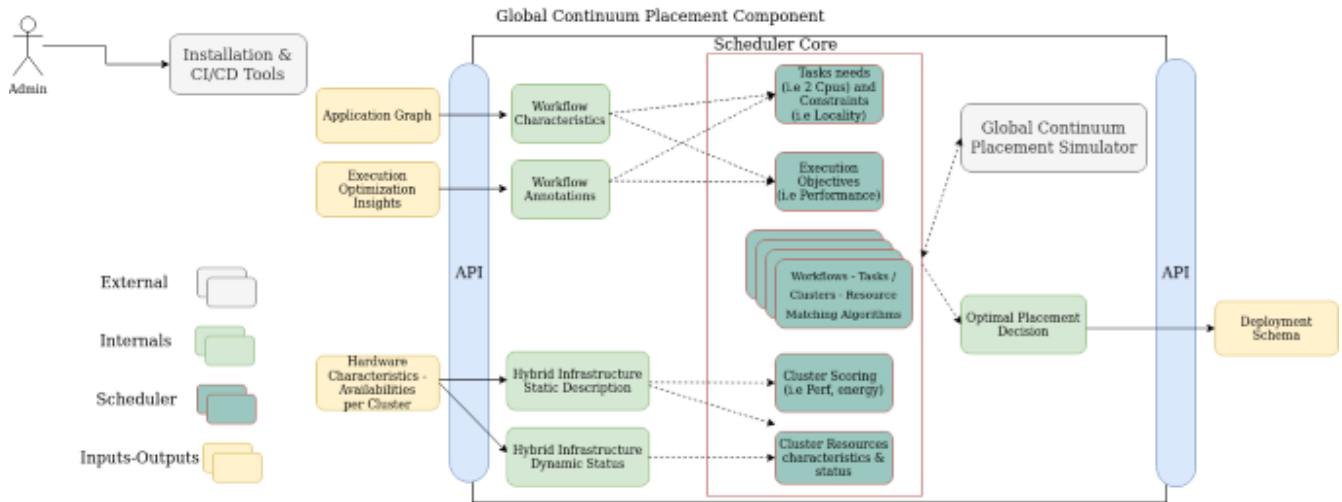 Global Continuum Placement Component
Admin
Installation &
CI/CD Tools
Scheduler Core
Application Graph
Execution
Optimization
Insights
API
Workflow
Characteristics
Workflow
Annotations
Tasks needs
(i.e 2 Cpus) and
Constraints
(i.e Locality)
Execution
Objectives
(i.e Performance)
Workflows - Tasks /
Clusters - Resource
Matching Algorithms
Global Continuum
Placement Simulator
Optimal Placement
Decision
API
Deployment
Schema
External
Internals
Scheduler
Inputs-Outputs
Hardware
Characteristics -
Availabilities
per Cluster
Hybrid Infrastructure
Static Description
Hybrid Infrastructure
Dynamic Status
Cluster Scoring
(i.e Perf, energy)
Cluster Resources
characteristics &
status